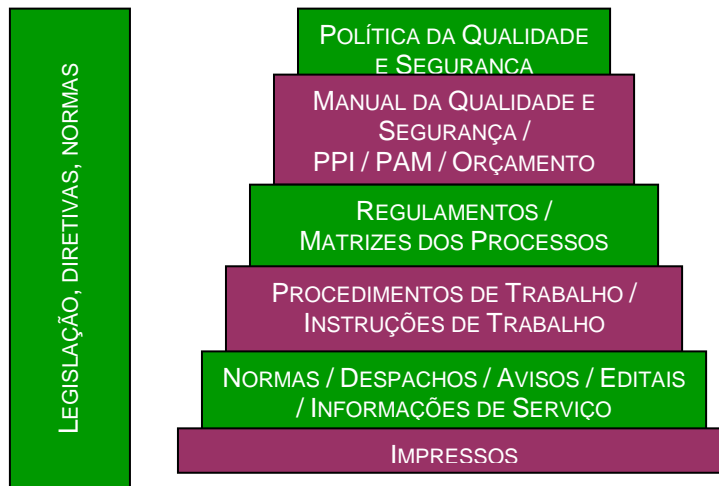 LEGISLAÇÃO, DIRETIVAS, NORMAS
POLÍTICA DA QUALIDADE
E SEGURANÇA
MANUAL DA QUALIDADE E
SEGURANÇA /
PPI / PAM / ORÇAMENTO
REGULAMENTOS /
MATRIZES DOS PROCESSOS
PROCEDIMENTOS DE TRABALHO /
INSTRUÇÕES DE TRABALHO
NORMAS / DESPACHOS / AVISOS / EDITAIS
/ INFORMAÇÕES DE SERVIÇO
IMPRESSOS